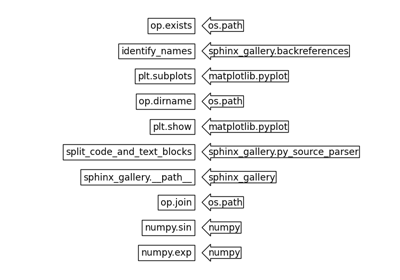 op.exists os.path
identify_names sphinx_gallery.backreferences
plt.subplots matplotlib.pyplot
op.dirname os.path
plt.show matplotlib.pyplot
split_code_and_text_blocks sphinx_gallery.py_source_parser
sphinx_gallery.__path__ sphinx_gallery
op.join os.path
numpy.sin numpy
numpy.exp numpy